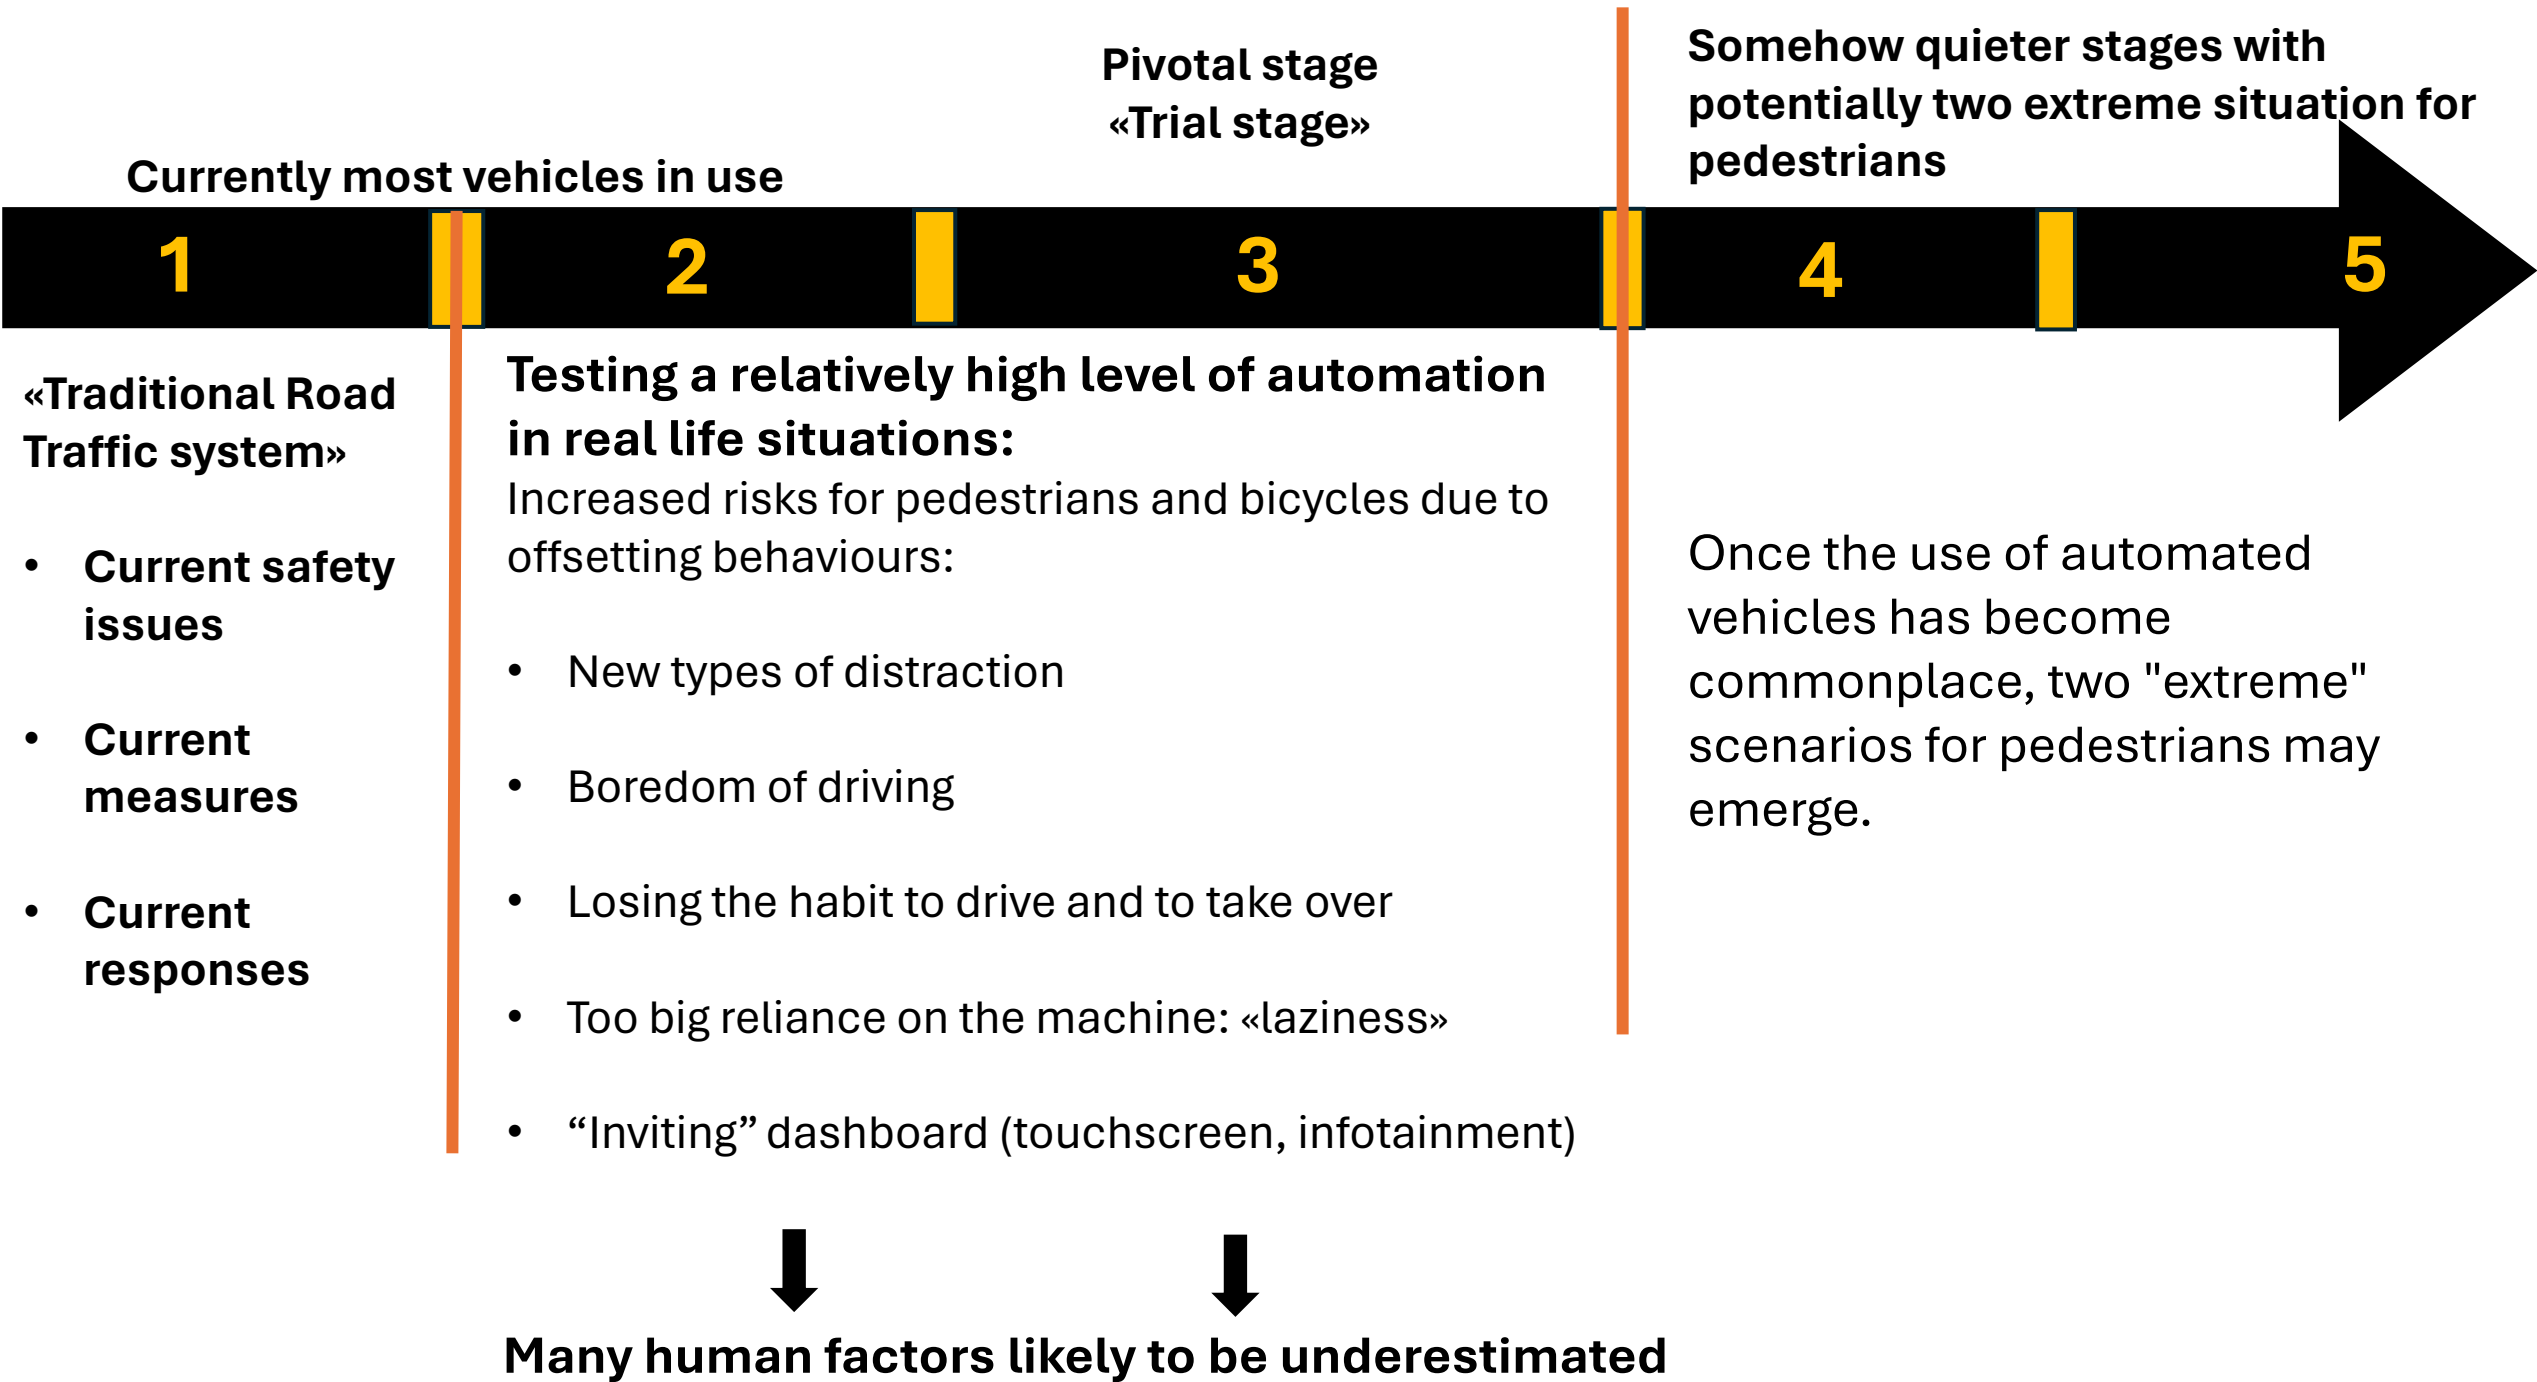 Pivotal stage
«Trial stage»
Somehow quieter stages with
potentially two extreme situation for
pedestrians
Currently most vehicles in use
1
2
3
4
5
«Traditional Road
Traffic system»
• Current safety
issues
• Current
measures
• Current
responses
Testing a relatively high level of automation
in real life situations:
Increased risks for pedestrians and bicycles due to
offsetting behaviours:
• New types of distraction
• Boredom of driving
• Losing the habit to drive and to take over
• Too big reliance on the machine: «laziness»
• “Inviting” dashboard (touchscreen, infotainment)
Once the use of automated
vehicles has become
commonplace, two "extreme"
scenarios for pedestrians may
emerge.
Many human factors likely to be underestimated